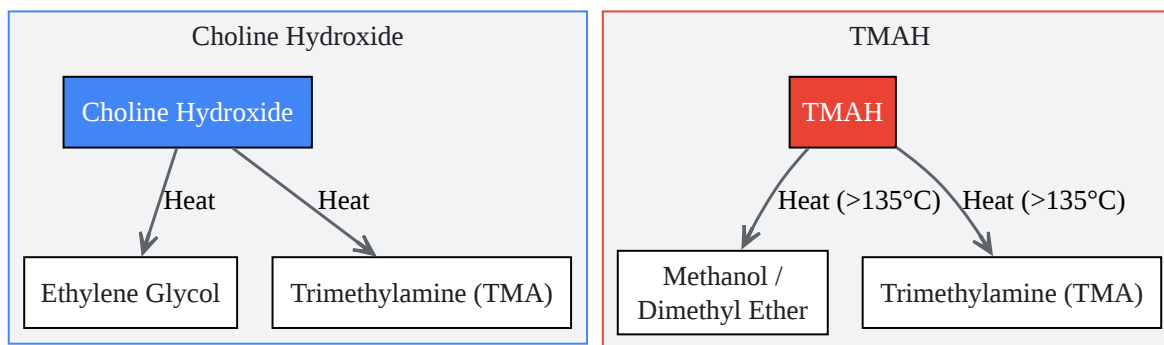 Choline Hydroxide
Choline Hydroxide
Heat
Heat
Ethylene Glycol
Trimethylamine (TMA)
TMAH
TMAH
Heat (>135°C)
Heat (>135°C)
Methanol /
Dimethyl Ether
Trimethylamine (TMA)